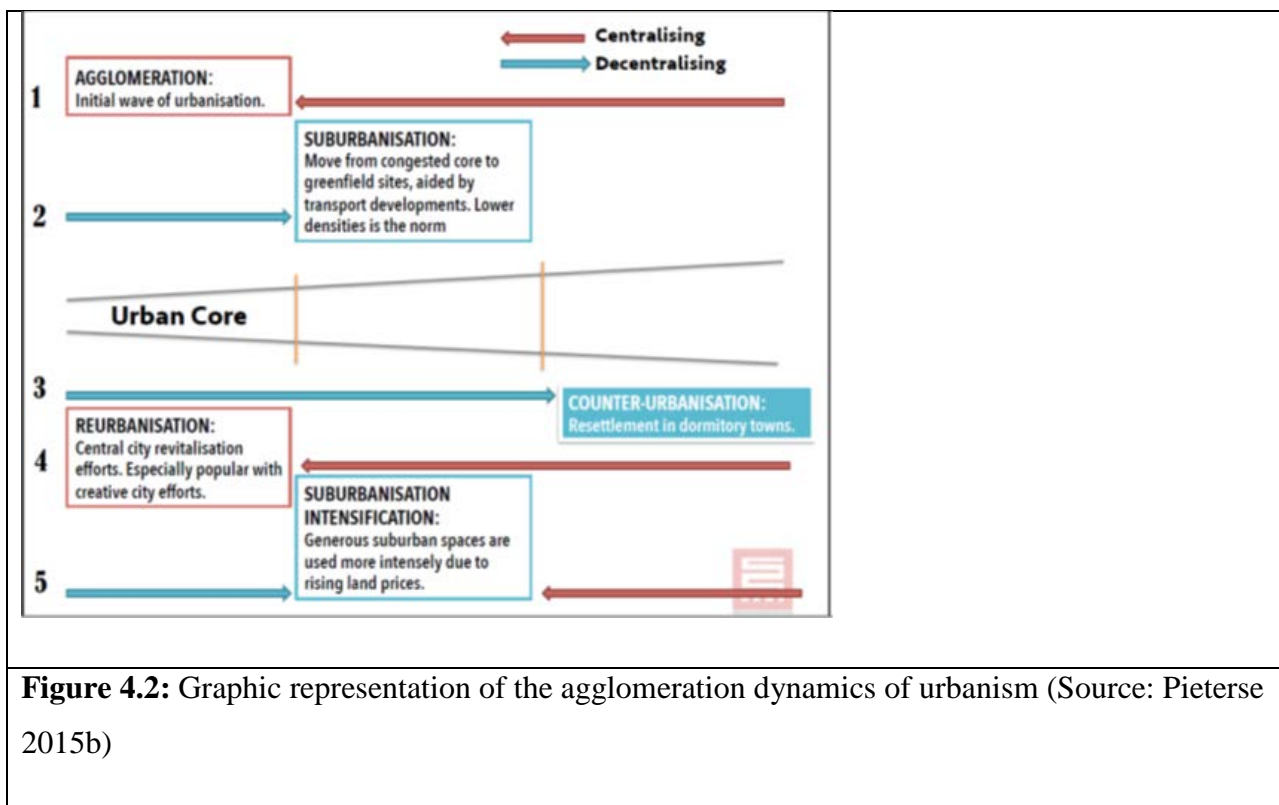 Centralising
Decentralising
1
AGGLOMERATION:
Initial wave of urbanisation.
SUBURBANISATION:
Move from congested core to
greenfield sites, aided by
transport developments. Lower
densities is the norm
2
Urban Core
3
COUNTER-URBANISATION:
Resettlement in dormitory towns.
REURBANISATION:
Central city revitalisation
efforts. Especially popular with
creative city efforts.
4
SUBURBANISATION
INTENSIFICATION:
Generous suburban spaces are
used more intensely due to
rising land prices.
5
Figure 4.2: Graphic representation of the agglomeration dynamics of urbanism (Source: Pieterse
2015b)